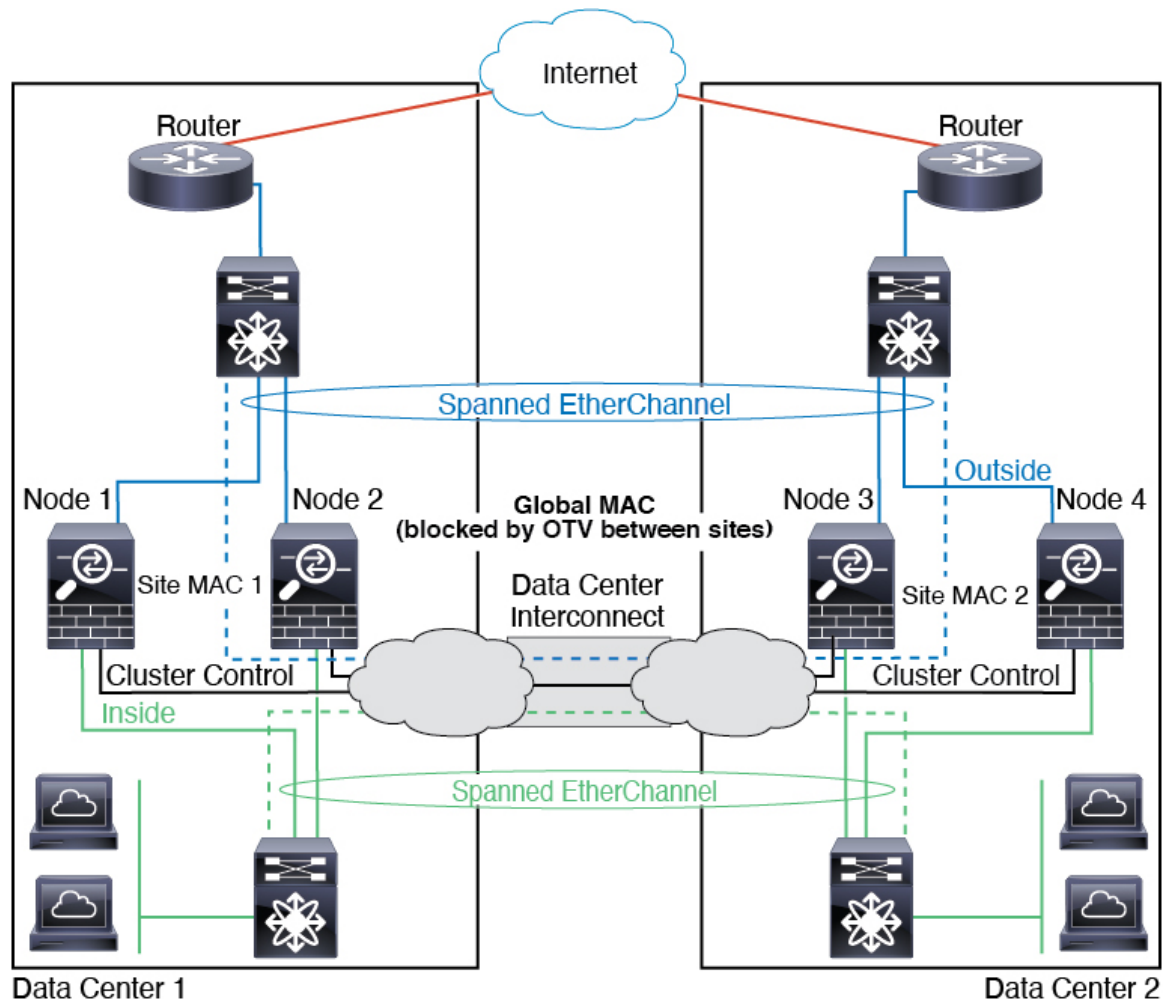 Internet
Router
Router
Spanned EtherChannel
Outside
Node 1
Node 2
Global MAC
(blocked by OTV between sites)
Node 3
Node 4
Site MAC 1
Data Center
Interconnect
Site MAC 2
Cluster Control
Cluster Control
Inside
Spanned EtherChannel
Data Center 1
Data Center 2